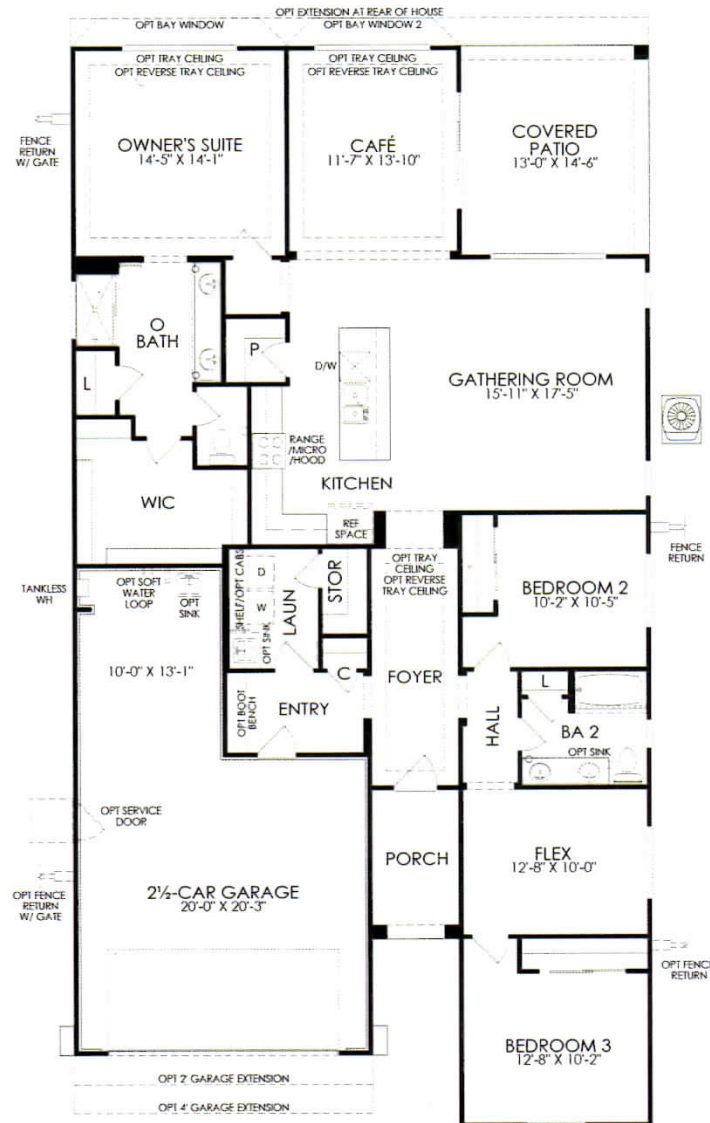 OPT EXTENSION AT REAR OF HOUSE
OPT BAY WINDOW
OPT BAY WINDOW 2
OPT TRAY CEILING
OPT REVERSE TRAY CEILING
OPT TRAY CEILING
OPT REVERSE TRAY CEILING
FENCE
RETURN
W/ GATE
OWNER'S SUITE
14'-5" X 14'-1"
CAFÉ
11'-7" X 13'-10"
COVERED
PATIO
13'-0" X 14'-6"
O
BATH
L
P
D/W
GATHERING ROOM
15'-11" X 17'-5"
RANGE
/MICRO
/HOOD
KITCHEN
WIC
REF
SPACE
TANKLESS
WH
OPT SOFT
WATER
LOOP
OPT
SINK
SHELF/OPT CABS
D
W
OPT SINK
LAUN
STOR
OPT TRAY
CEILING
OPT REVERSE
TRAY CEILING
BEDROOM 2
10'-2" X 10'-5"
FENCE
RETURN
10'-0" X 13'-1"
C
FOYER
OPT BOOT
BENCH
ENTRY
HALL
L
BA 2
OPT SINK
OPT SERVICE
DOOR
PORCH
FLEX
12'-8" X 10'-0"
OPT FENCE
RETURN
W/ GATE
2½-CAR GARAGE
20'-0" X 20'-3"
OPT FENCE
RETURN
BEDROOM 3
12'-8" X 10'-2"
OPT 2' GARAGE EXTENSION
OPT 4' GARAGE EXTENSION